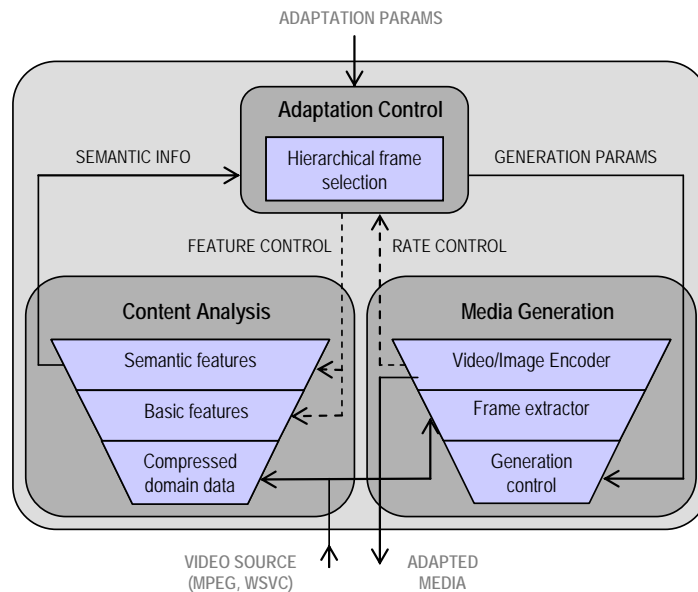 ADAPTATION PARAMS
Adaptation Control
SEMANTIC INFO
Hierarchical frame
selection
GENERATION PARAMS
FEATURE CONTROL
RATE CONTROL
Content Analysis
Semantic features
Basic features
Compressed
domain data
Media Generation
Video/Image Encoder
Frame extractor
Generation
control
VIDEO SOURCE
(MPEG, WSVC)
ADAPTED
MEDIA